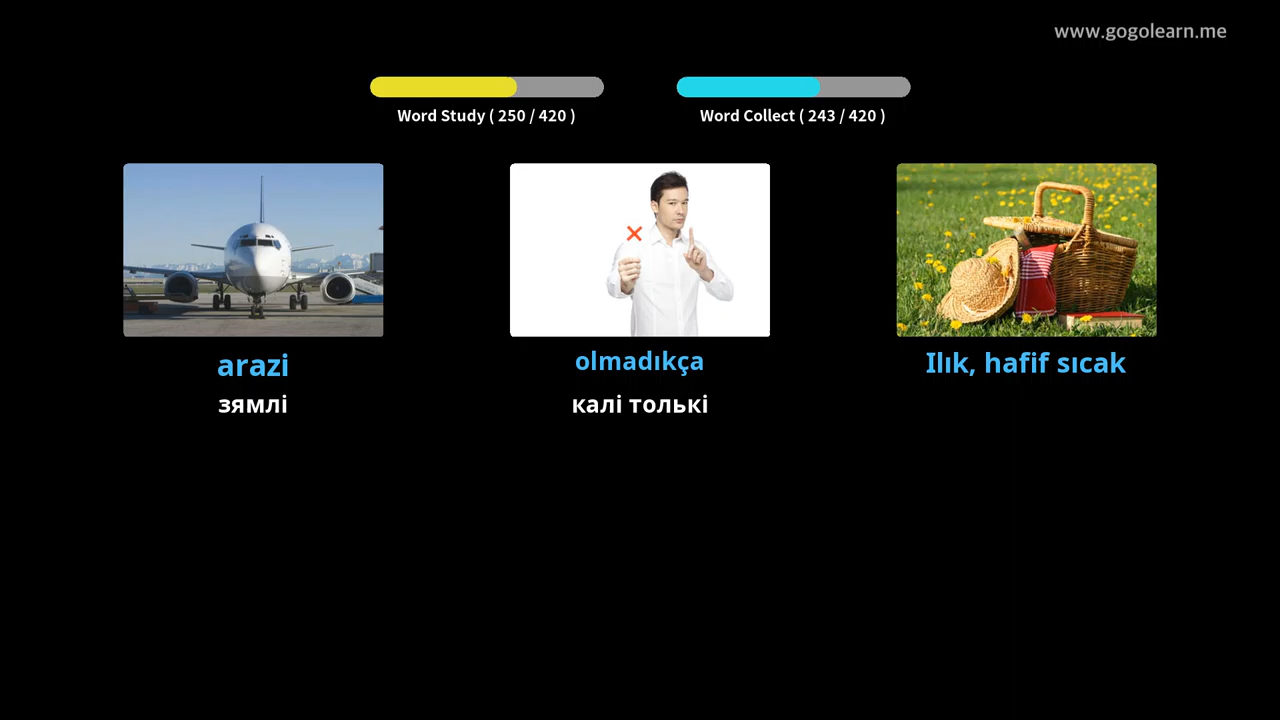 www.gogolearn.me
Word Study ( 250 / 420 )
Word Collect ( 243 / 420 )
arazi
olmadıkça
Ilık, hafif sıcak
зямлі
калі толькі